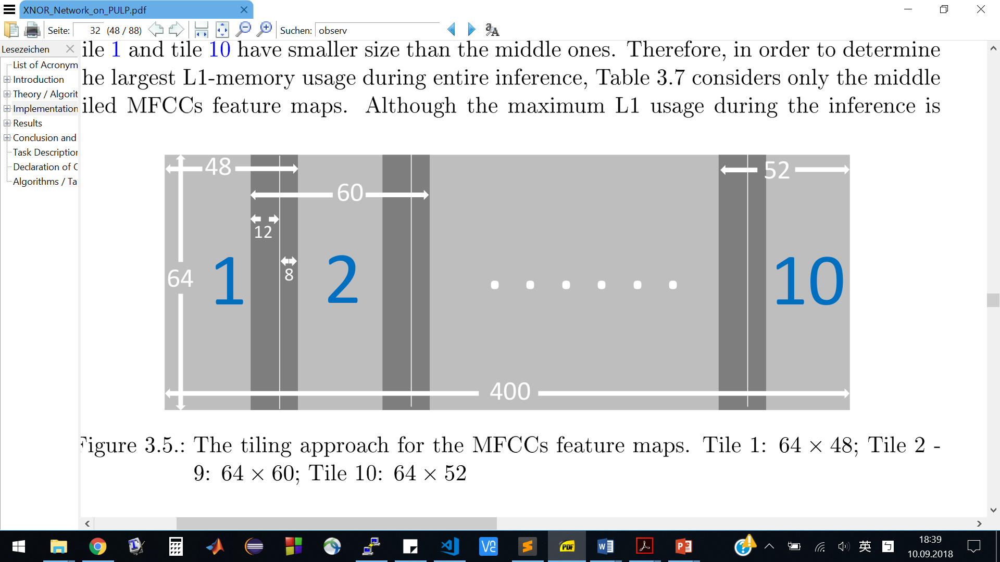 XNOR_Network_on_PULP.pdf
Seite: 32 (48 / 88) Suchen: observ
Lesezeichen
List of Acronym
Introduction
Theory / Algorit
Implementation
Results
Conclusion and
Task Description
Declaration of C
Algorithms / Ta
ile 1 and tile 10 have smaller size than the middle ones. Therefore, in order to determine
he largest L1-memory usage during entire inference, Table 3.7 considers only the middle
iled MFCCs feature maps. Although the maximum L1 usage during the inference is
48
52
60
12
8
64
1
2
......
10
400
Figure 3.5.: The tiling approach for the MFCCs feature maps. Tile 1: 64 × 48; Tile 2 -
9: 64 × 60; Tile 10: 64 × 52
英
18:39
10.09.2018